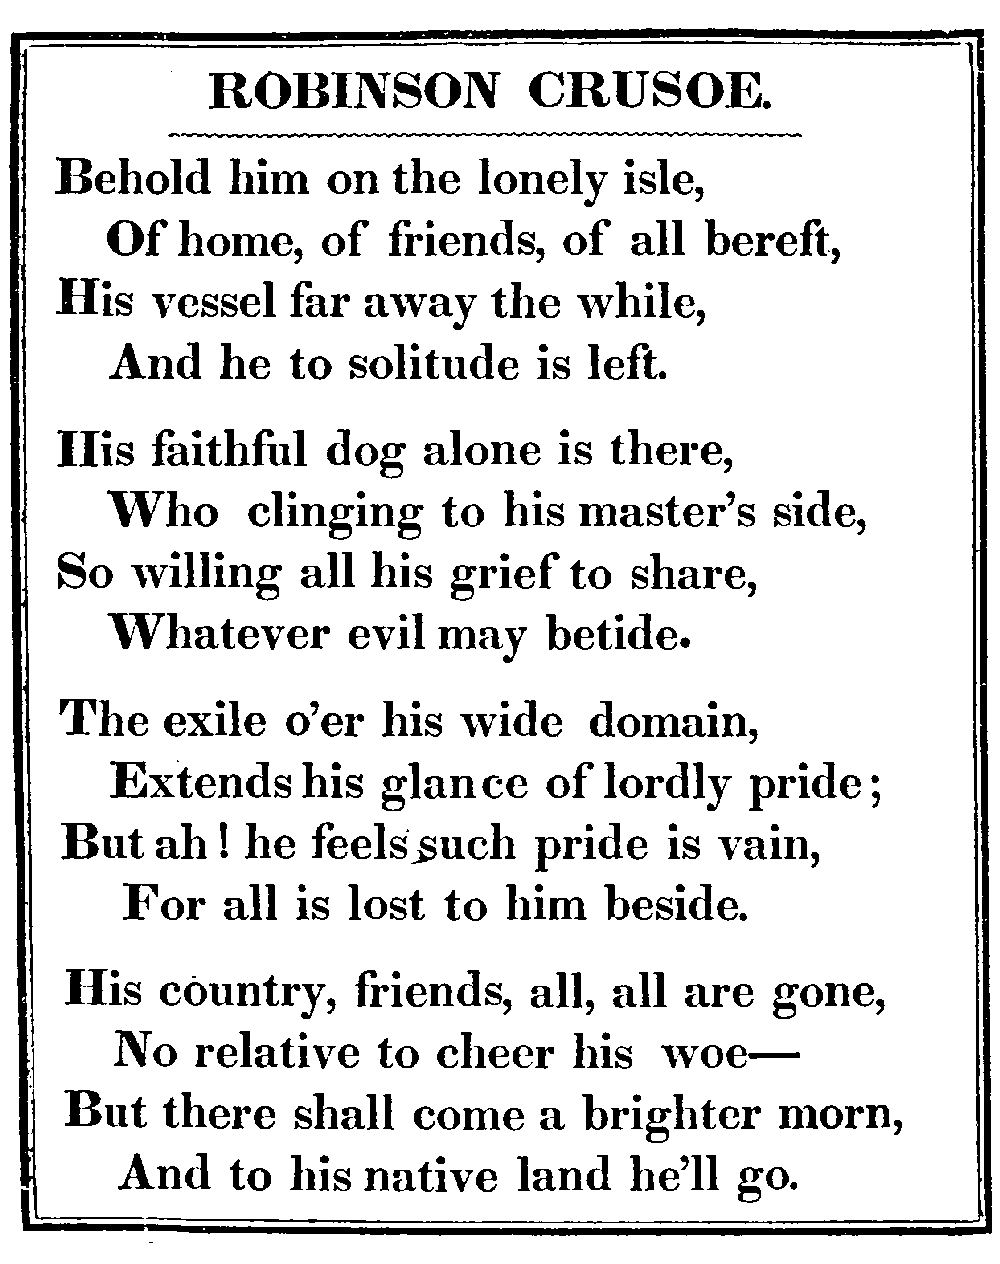 ROBINSON CRUSOE.
Behold him on the lonely isle,
Of home, of friends, of all bereft,
His vessel far away the while,
And he to solitude is left.
His faithful dog alone is there,
Who clinging to his master's side,
So willing all his grief to share,
Whatever evil may betide.
The exile o'er his wide domain,
Extends his glance of lordly pride;
But ah! he feels such pride is vain,
For all is lost to him beside.
His country, friends, all, all are gone,
No relative to cheer his woe—
But there shall come a brighter morn,
And to his native land he'll go.